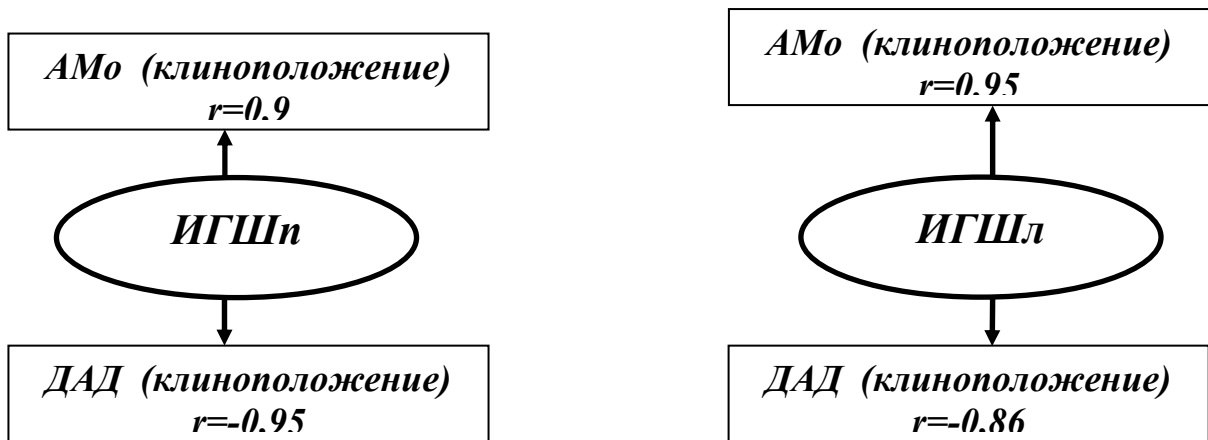 АМо (клиноположение)
r=0,9
ИГШп
ДАД (клиноположение)
r=-0,95
АМо (клиноположение)
r=0,95
ИГШл
ДАД (клиноположение)
r=-0,86